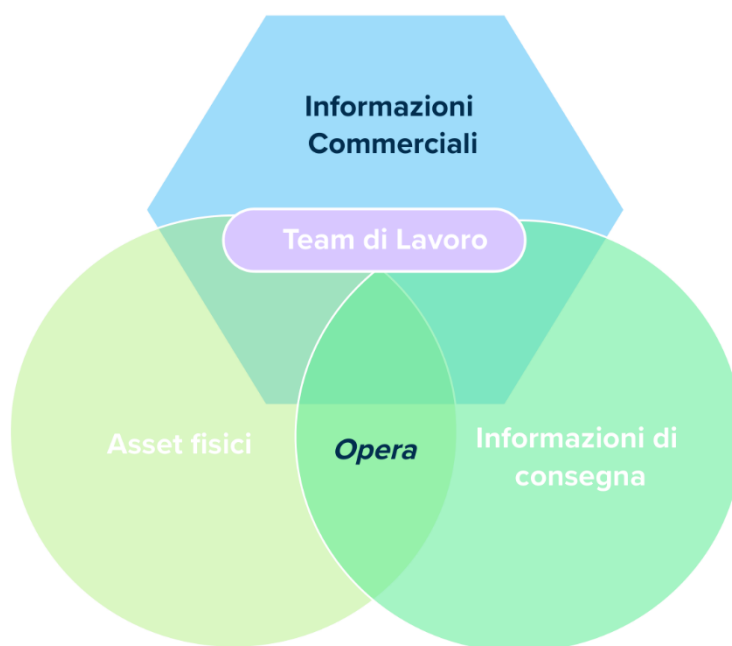 Informazioni
Commerciali
Team di Lavoro
Asset fisici
Opera
Informazioni di
consegna